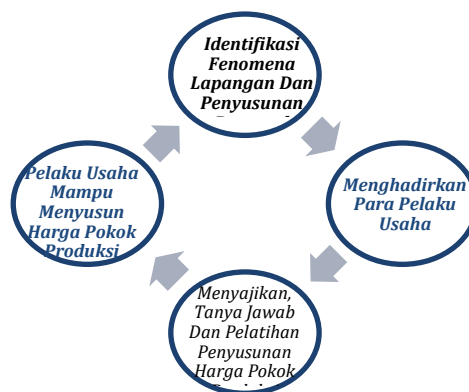 Identifikasi
Fenomena
Lapangan Dan
Penyusunan
Menghadirkan
Para Pelaku
Usaha
Menyajikan,
Tanya Jawab
Dan Pelatihan
Penyusunan
Harga Pokok
Pelaku Usaha
Mampu
Menyusun
Harga Pokok
Produksi